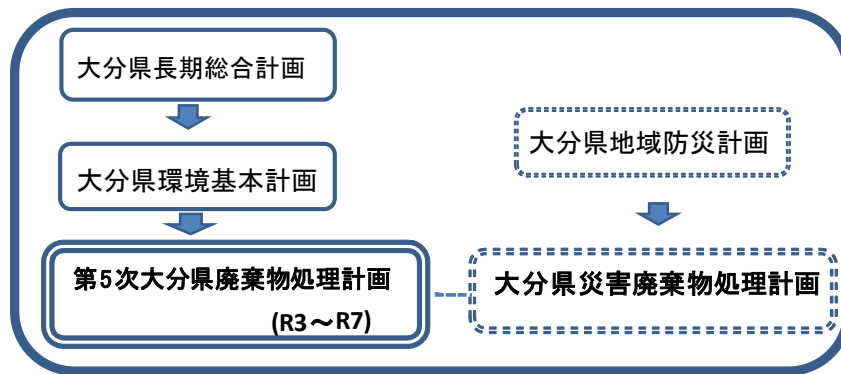 大分県長期総合計画
大分県環境基本計画
第5次大分県廃棄物処理計画
(R3～R7)
大分県地域防災計画
大分県災害廃棄物処理計画